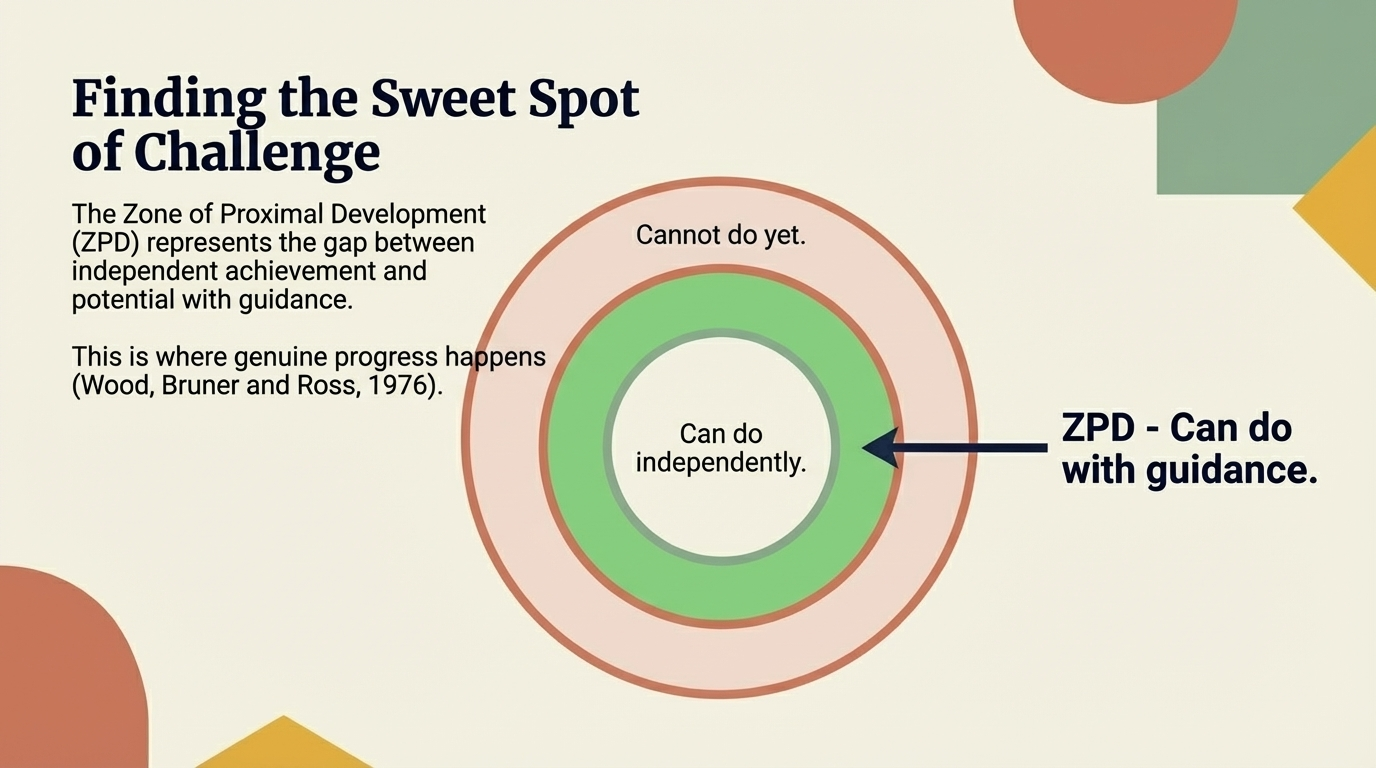 Finding the Sweet Spot
of Challenge
The Zone of Proximal Development
(ZPD) represents the gap between
independent achievement and
potential with guidance.
This is where genuine progress happens
(Wood, Bruner and Ross, 1976).
Cannot do yet.
Can do
independently.
ZPD - Can do
with guidance.